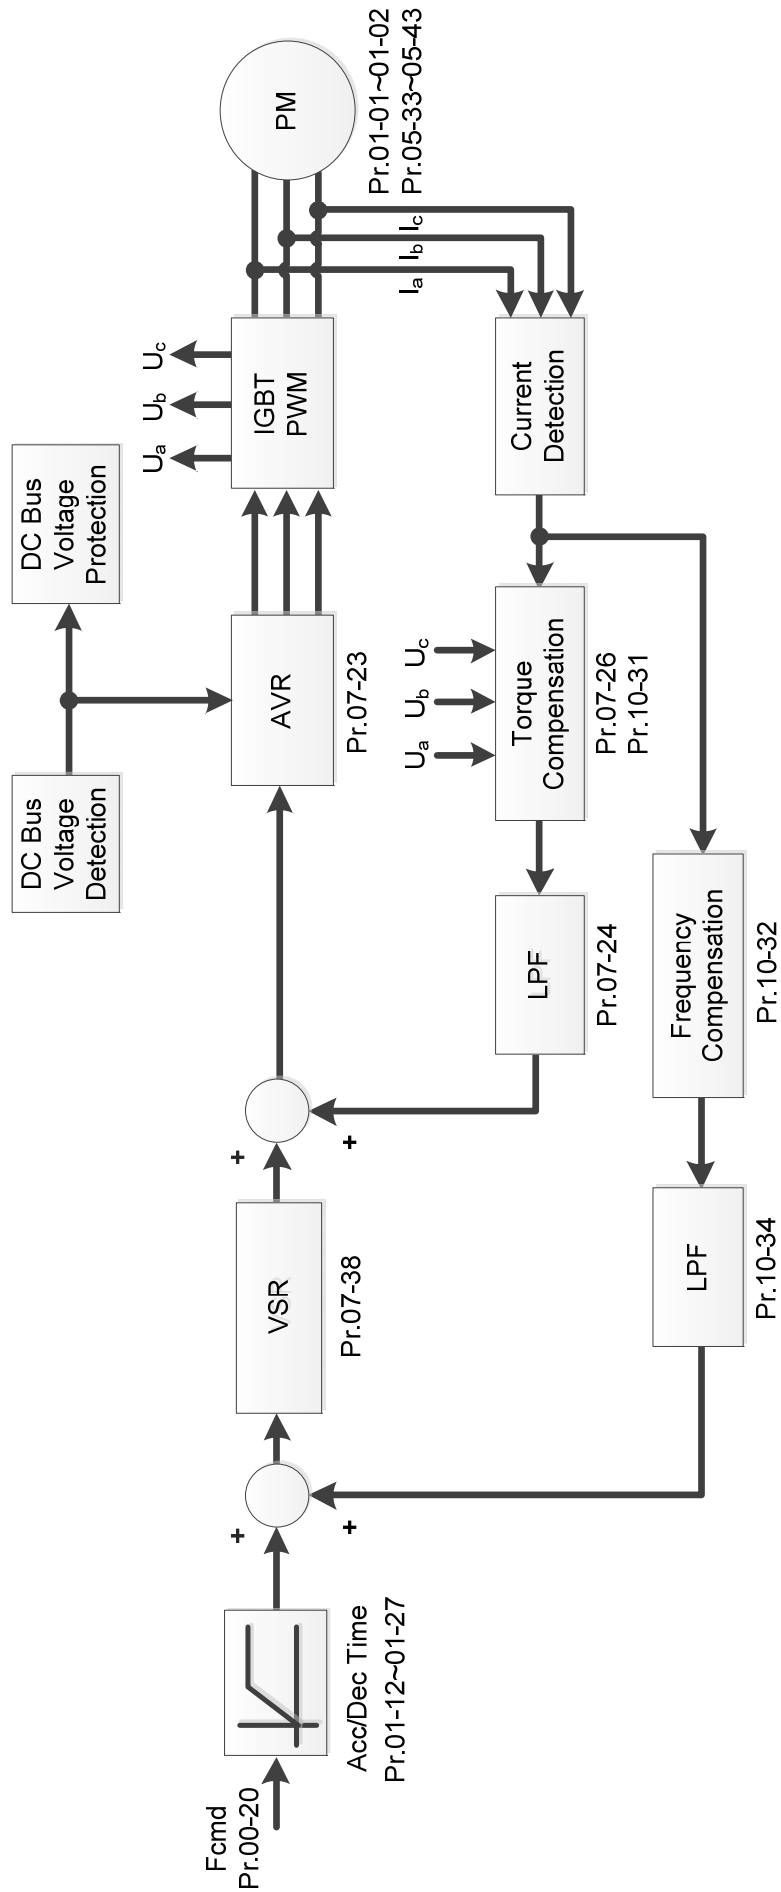 DC Bus
Voltage
Detection
DC Bus
Voltage
Protection
Ua
Ub
Uc
Fcmd
Pr.00-20
Acc/Dec Time
Pr.01-12~01-27
+
+
VSR
Pr.07-38
+
+
AVR
Pr.07-23
IGBT
PWM
PM
Pr.01-01~01-02
Pr.05-33~05-43
Ia
Ib
Ic
Ua
Ub
Uc
LPF
Pr.07-24
Torque
Compensation
Pr.07-26
Pr.10-31
Current
Detection
LPF
Pr.10-34
Frequency
Compensation
Pr.10-32